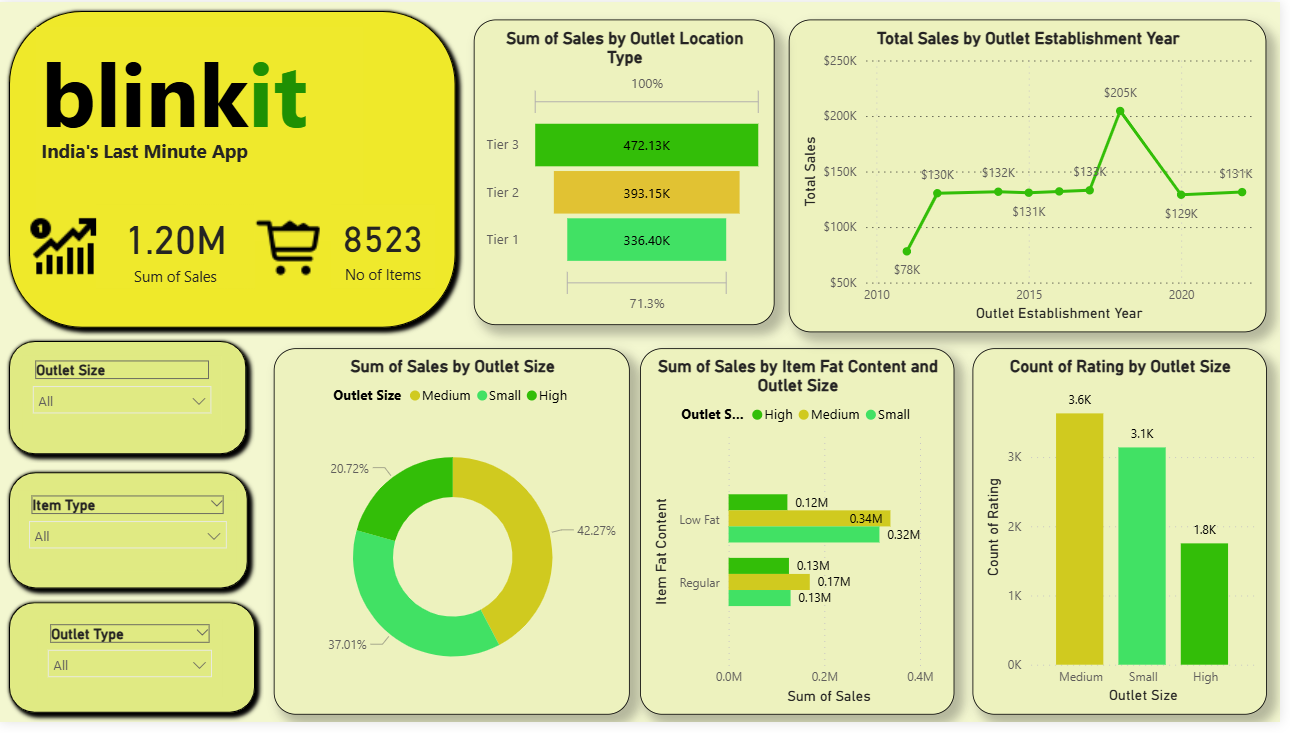 blinkit
India's Last Minute App
1
1.20M
Sum of Sales
8523
No of Items
Sum of Sales by Outlet Location
Type
100%
Tier 3
472.13K
Tier 2
393.15K
Tier 1
336.40K
71.3%
Total Sales by Outlet Establishment Year
Total Sales
$250K
$200K
$150K
$100K
$50K
$78K
$130K
$132K
$131K
$133K
$205K
$129K
$131K
2010
2015
2020
Outlet Establishment Year
Outlet Size
All
Item Type
All
Outlet Type
All
Sum of Sales by Outlet Size
Outlet Size Medium Small High
20.72%
42.27%
37.01%
Sum of Sales by Item Fat Content and
Outlet Size
Outlet S... High Medium Small
Item Fat Content
Low Fat
0.12M
0.34M
0.32M
Regular
0.13M
0.17M
0.13M
0.0M
0.2M
0.4M
Sum of Sales
Count of Rating by Outlet Size
Count of Rating
3K
2K
1K
0K
3.6K
3.1K
1.8K
Medium
Small
High
Outlet Size